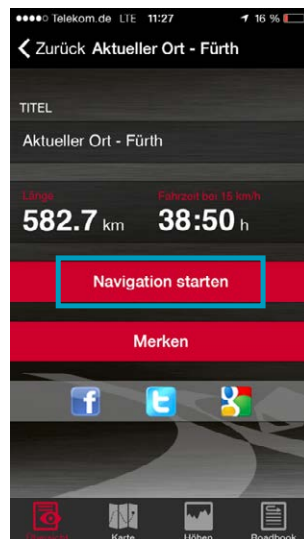 Telekom.de LTE 11:27 16 %
Zurück Aktueller Ort - Fürth
TITEL
Aktueller Ort - Fürth
Länge Fahrzeit bei 15 km/h
582.7 km 38:50 h
Navigation starten
Merken
f t g
Übersicht Karte Höhen Roadbook